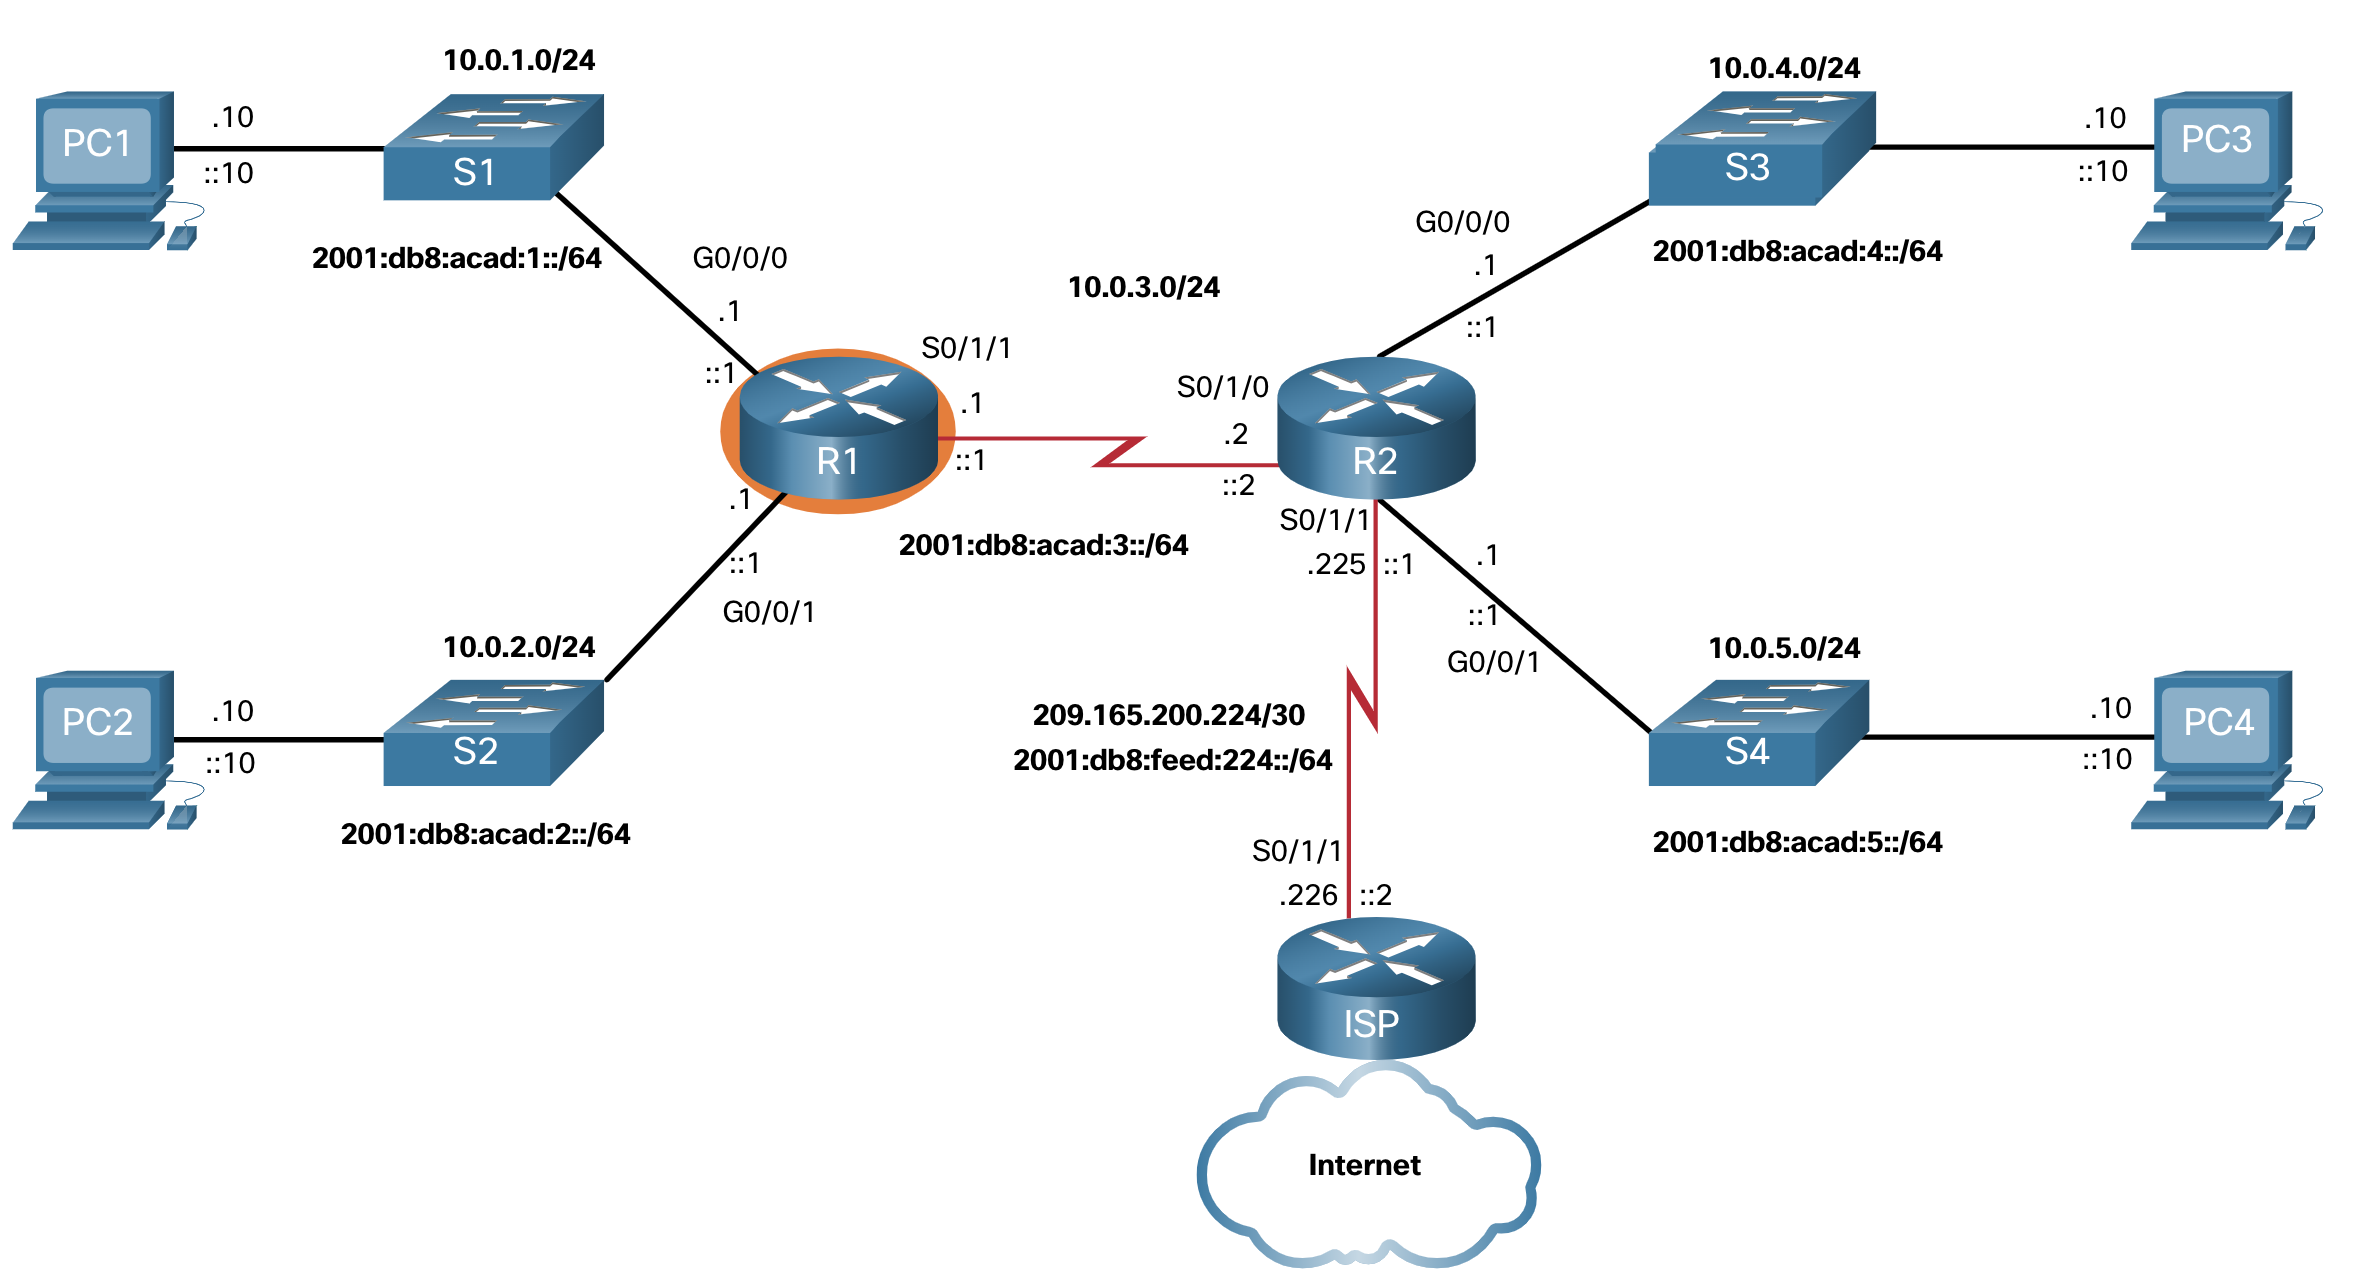 10.0.1.0/24
10.0.4.0/24
PC1
.10
::10
S1
S3
.10
::10
PC3
2001:db8:acad:1::/64
G0/0/0
.1
::1
10.0.3.0/24
G0/0/0
.1
::1
2001:db8:acad:4::/64
S0/1/1
.1
::1
R1
S0/1/0
.2
::2
R2
.1
::1
G0/0/1
2001:db8:acad:3::/64
S0/1/1
.225
::1
.1
::1
G0/0/1
10.0.2.0/24
10.0.5.0/24
PC2
.10
::10
S2
209.165.200.224/30
2001:db8:feed:224::/64
S4
.10
::10
PC4
2001:db8:acad:2::/64
2001:db8:acad:5::/64
S0/1/1
.226
::2
ISP
Internet